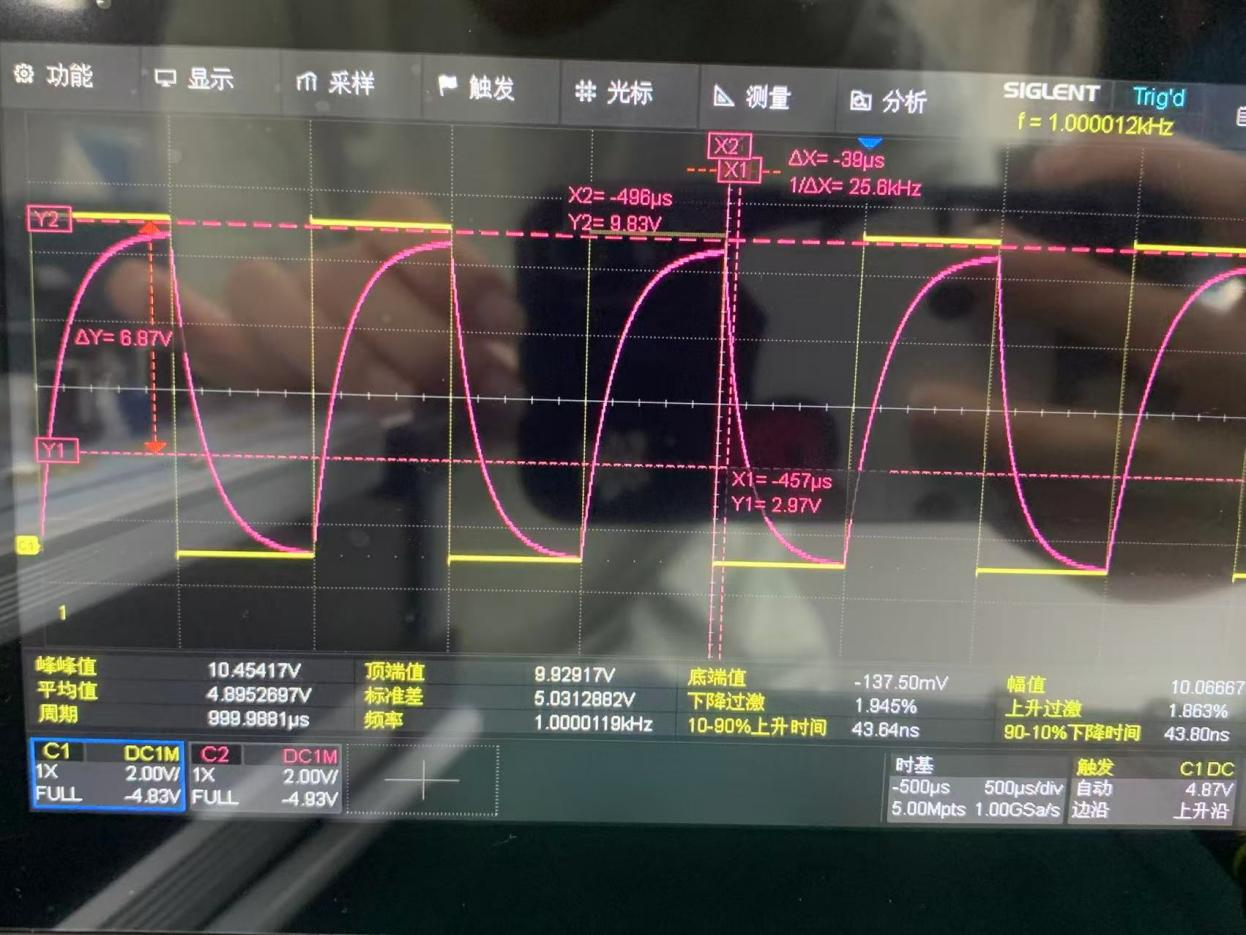 功能 显示 采样 触发 光标 测量 分析 SIGLENT Trig'd
f = 1.000012kHz
X2
X1
ΔX= -39μs
1/ΔX= 25.6kHz
X2= -496μs
Y2= 9.83V
Y2
ΔY= 6.87V
Y1
X1= -457μs
Y1= 2.97V
C1
1
峰峰值 10.45417V 顶端值 9.92917V 底端值 -137.50mV 幅值 10.06667
平均值 4.8952697V 标准差 5.0312882V 下降过激 1.945% 上升过激 1.863%
周期 999.9881μs 频率 1.0000119kHz 10-90%上升时间 43.64ns 90-10%下降时间 43.80ns
C1 DC1M C2 DC1M 时基 触发 C1 DC
1X 2.00V/ 1X 2.00V/ -500μs 500μs/div 自动 4.87V
FULL -4.83V FULL -4.93V 5.00Mpts 1.00GSa/s 边沿 上升沿